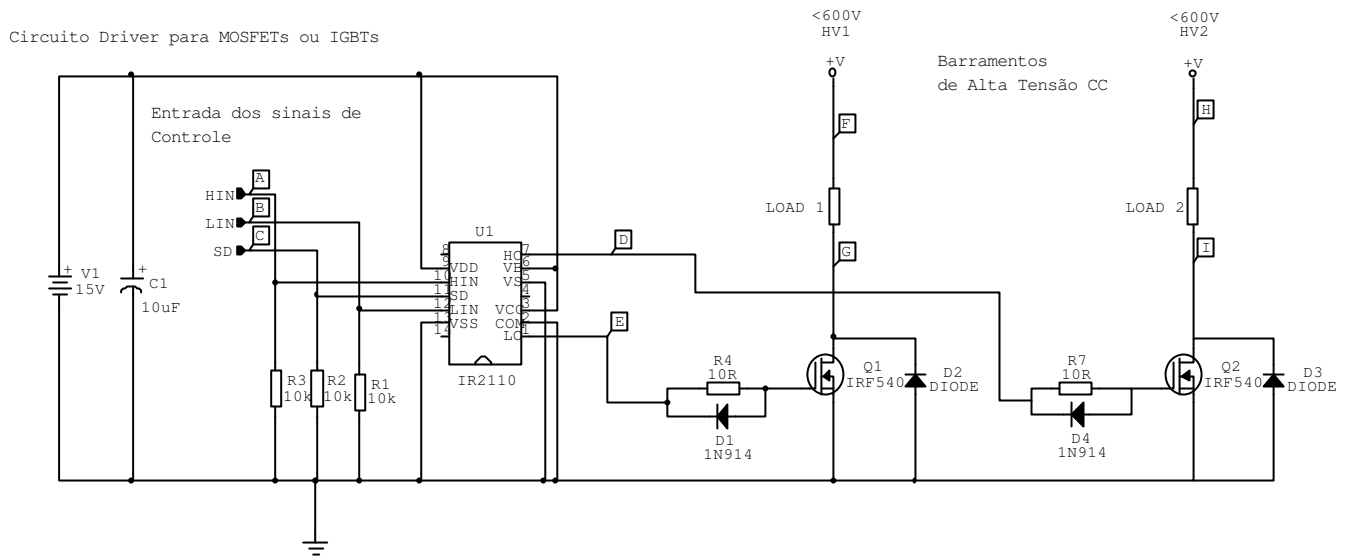 Circuito Driver para MOSFETs ou IGBTs
<600V
HV1
+V
<600V
HV2
+V
Barramentos
de Alta Tensão CC
Entrada dos sinais de
Controle
A
HIN
B
LIN
C
SD
F
H
LOAD 1
LOAD 2
G
I
D
E
+
V1
15V
+
C1
10uF
U1
8
9
VDD
10
HIN
11
SD
12
LIN
13
VSS
14
HO
7
VB
6
VS
5
4
VCC
3
COM
2
LO
1
IR2110
R3
10k
R2
10k
R1
10k
R4
10R
D1
1N914
Q1
IRF540
D2
DIODE
R7
10R
D4
1N914
Q2
IRF540
D3
DIODE